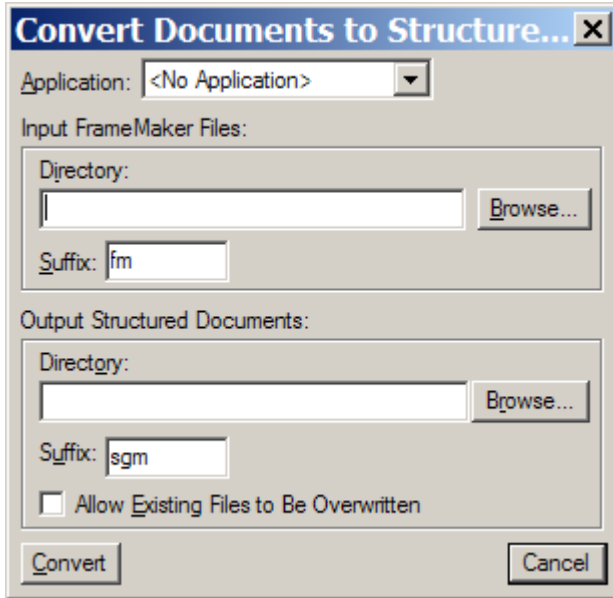 Convert Documents to Structure...
Application: <No Application>
Input FrameMaker Files:
Directory:
Browse...
Suffix: fm
Output Structured Documents:
Directory:
Browse...
Suffix: sgm
Allow Existing Files to Be Overwritten
Convert Cancel